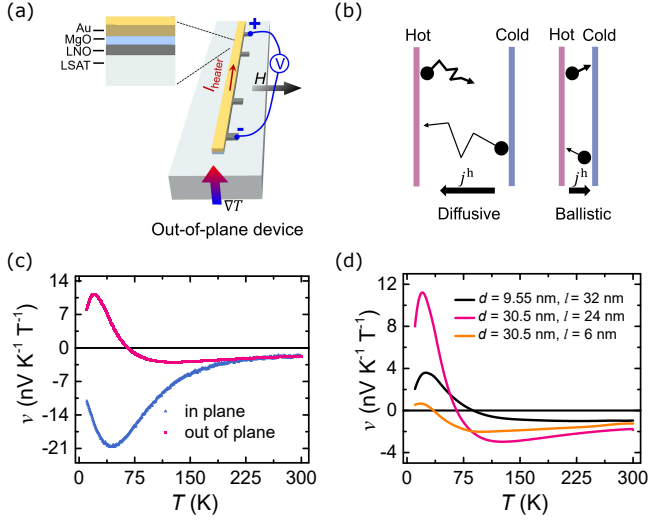 (a)
Au
MgO
LNO
LSAT
I heater
+
V
H
-
∇T
Out-of-plane device
(b)
Hot Cold Hot Cold
jʰ jʰ
Diffusive Ballistic
(c)
14
7
0
-7
-14
-21
ν (nV K⁻¹ T⁻¹)
in plane
out of plane
0 75 150 225 300
T (K)
(d)
12
8
4
0
-4
ν (nV K⁻¹ T⁻¹)
d = 9.55 nm, l = 32 nm
d = 30.5 nm, l = 24 nm
d = 30.5 nm, l = 6 nm
0 75 150 225 300
T (K)